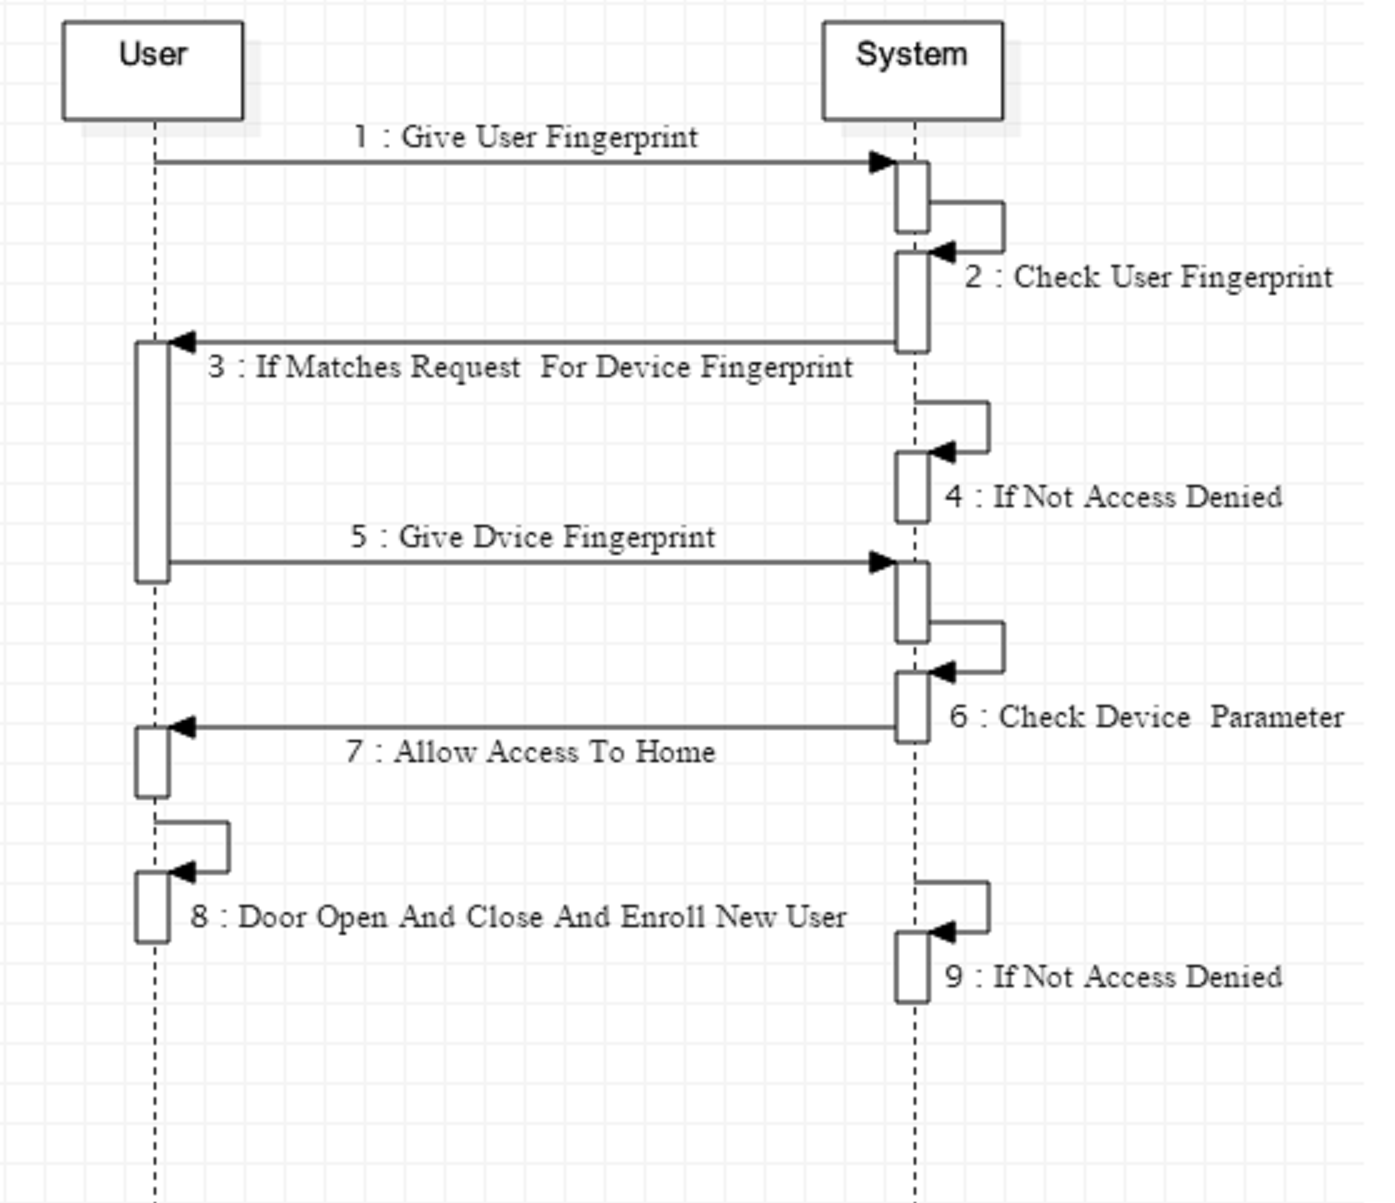 User
System
1 : Give User Fingerprint
2 : Check User Fingerprint
3 : If Matches Request  For Device Fingerprint
4 : If Not Access Denied
5 : Give Dvice Fingerprint
6 : Check Device  Parameter
7 : Allow Access To Home
8 : Door Open And Close And Enroll New User
9 : If Not Access Denied